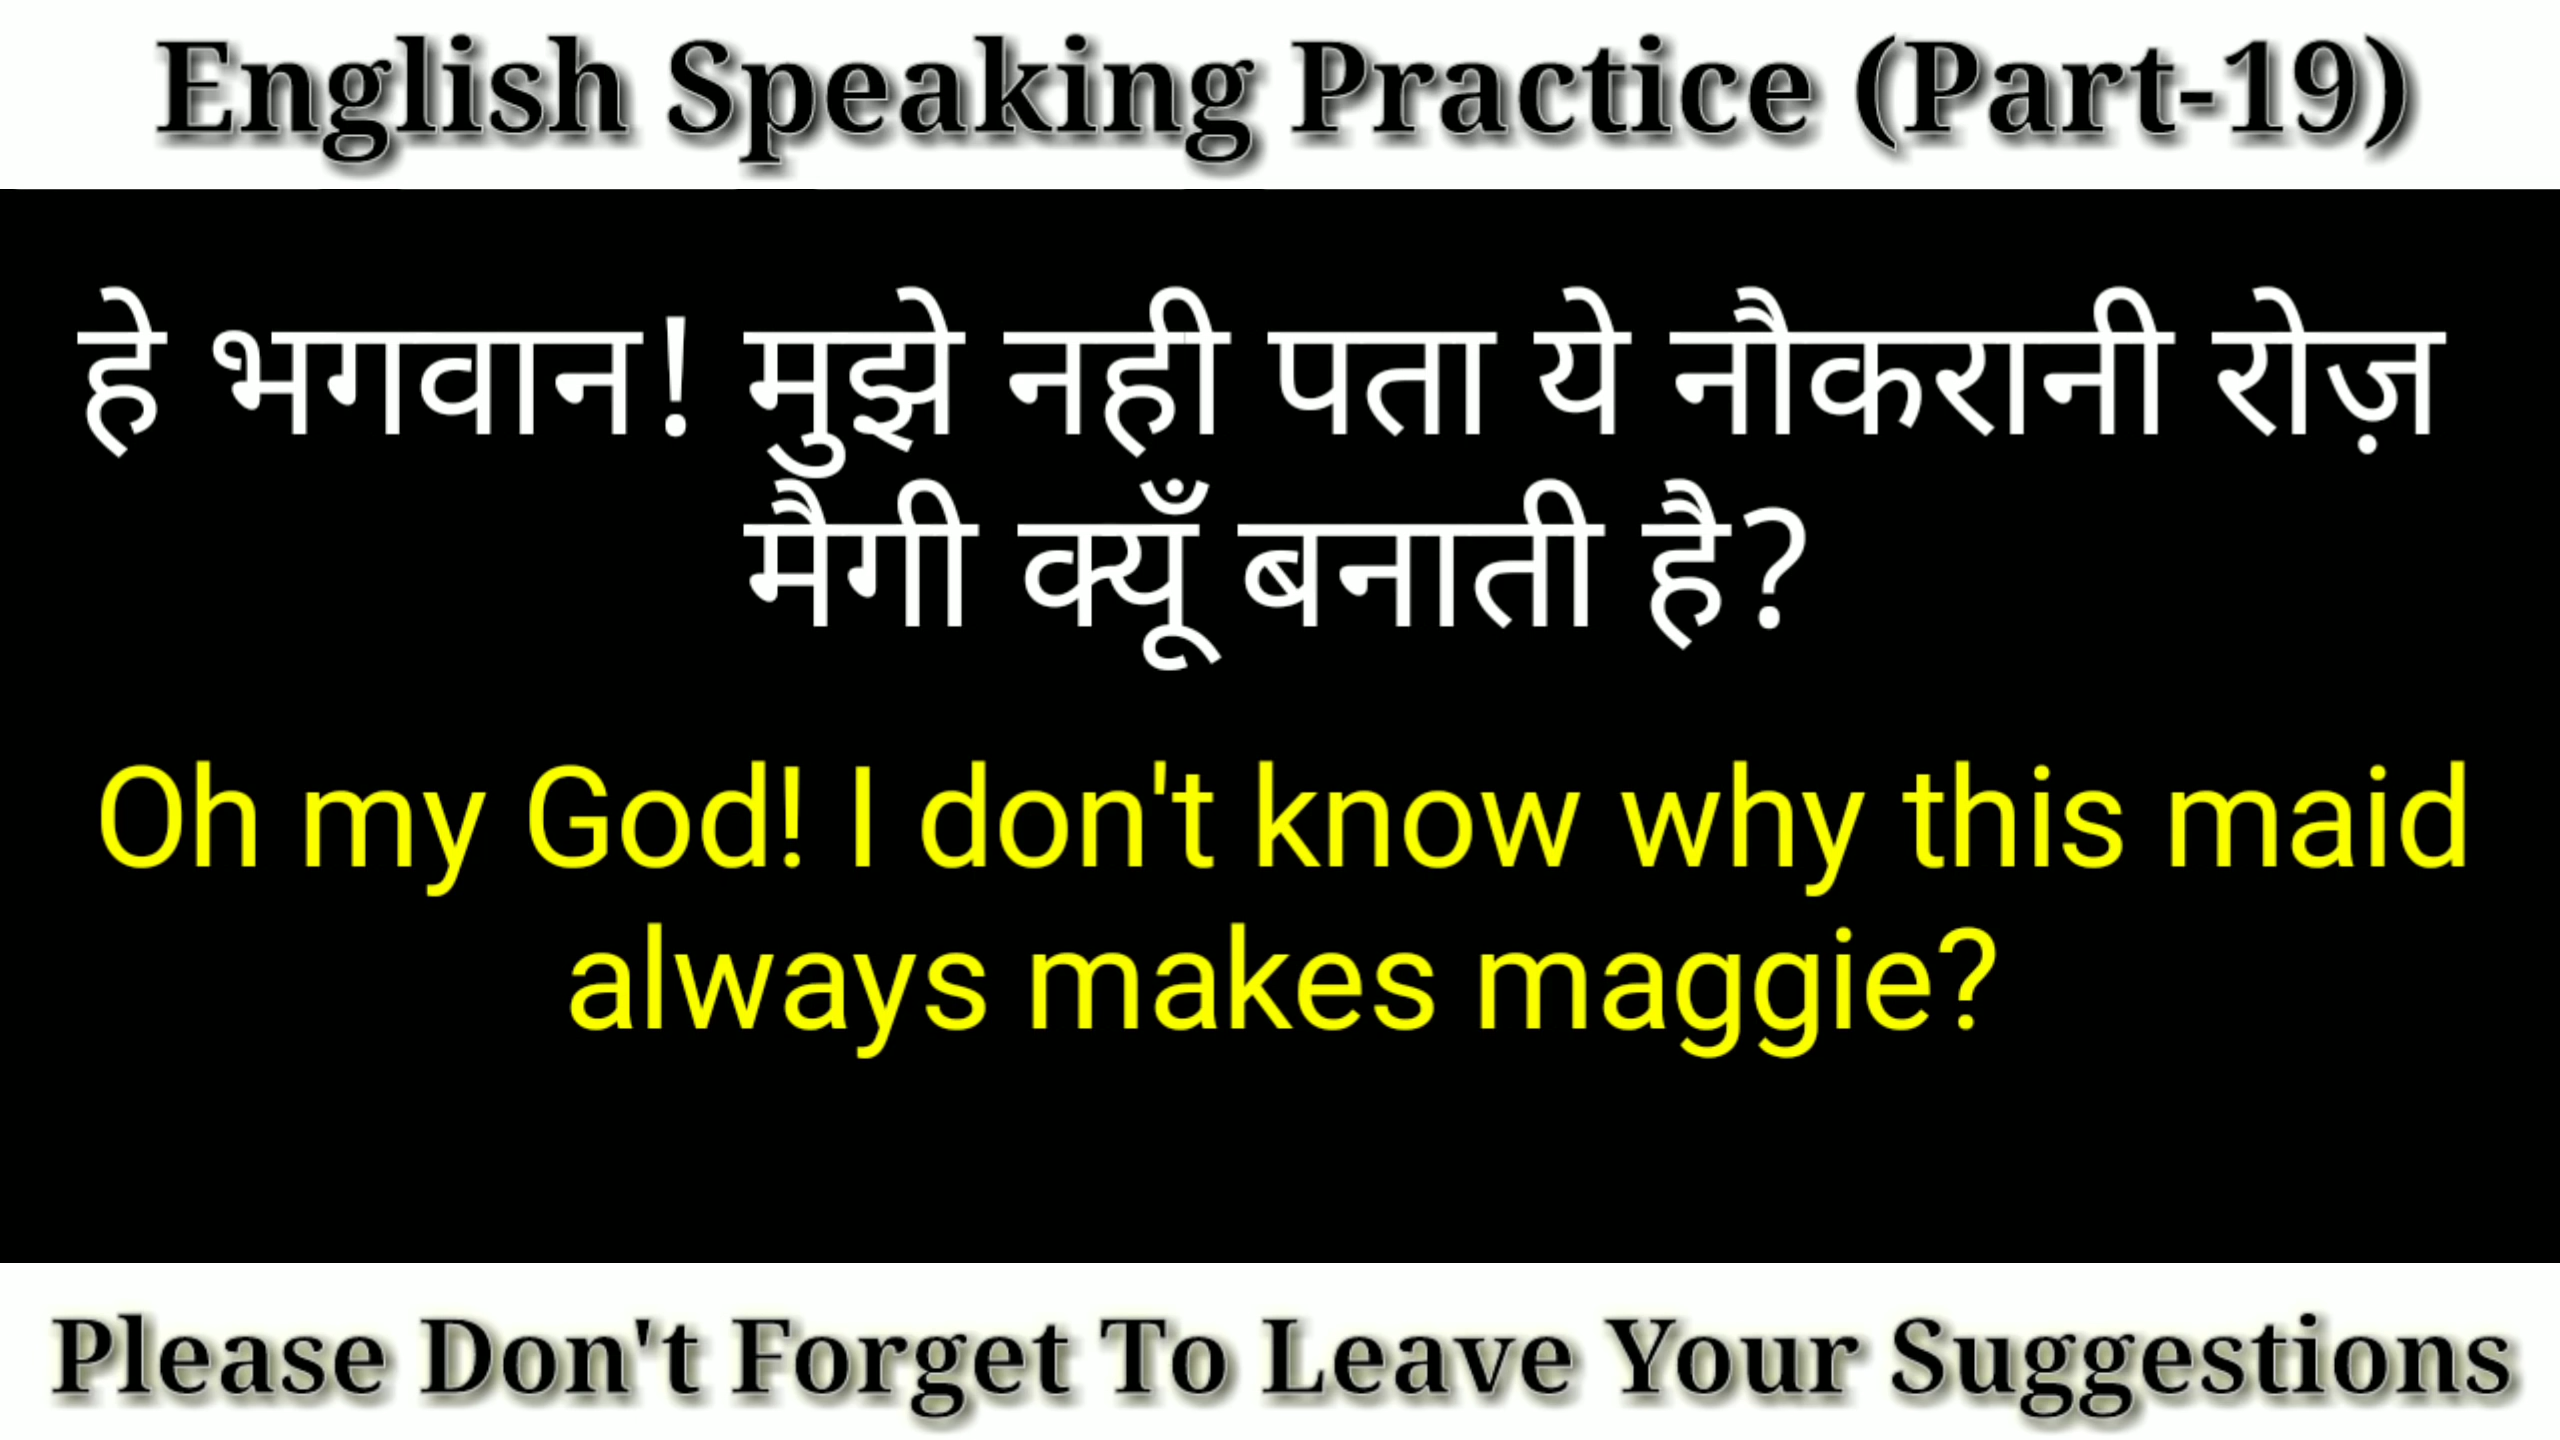 English Speaking Practice (Part-19)
हे भगवान! मुझे नही पता ये नौकरानी रोज़
मैगी क्यूँ बनाती है?
Oh my God! I don't know why this maid
always makes maggie?
Please Don't Forget To Leave Your Suggestions